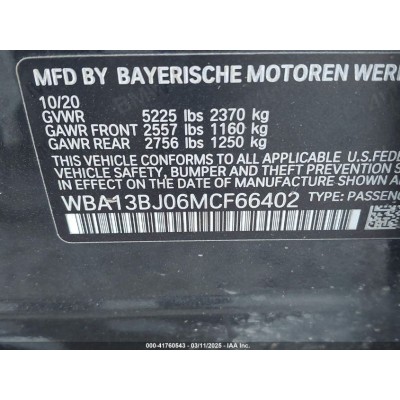 MFD BY BAYERISCHE MOTOREN WER
10/20
GVWR 5225 lbs 2370 kg
GAWR FRONT 2557 lbs 1160 kg
GAWR REAR 2756 lbs 1250 kg
THIS VEHICLE CONFORMS TO ALL APPLICABLE U.S.FEDE
VEHICLE SAFETY, BUMPER AND THEFT PREVENTION
STANDARDS IN EFFECT ON THE DATE OF
MANUFACTURE SHOWN ABOVE.
WBA13BJ06MCF66402 TYPE: PASSENG
000-41760543 - 03/11/2025 - IAA Inc.